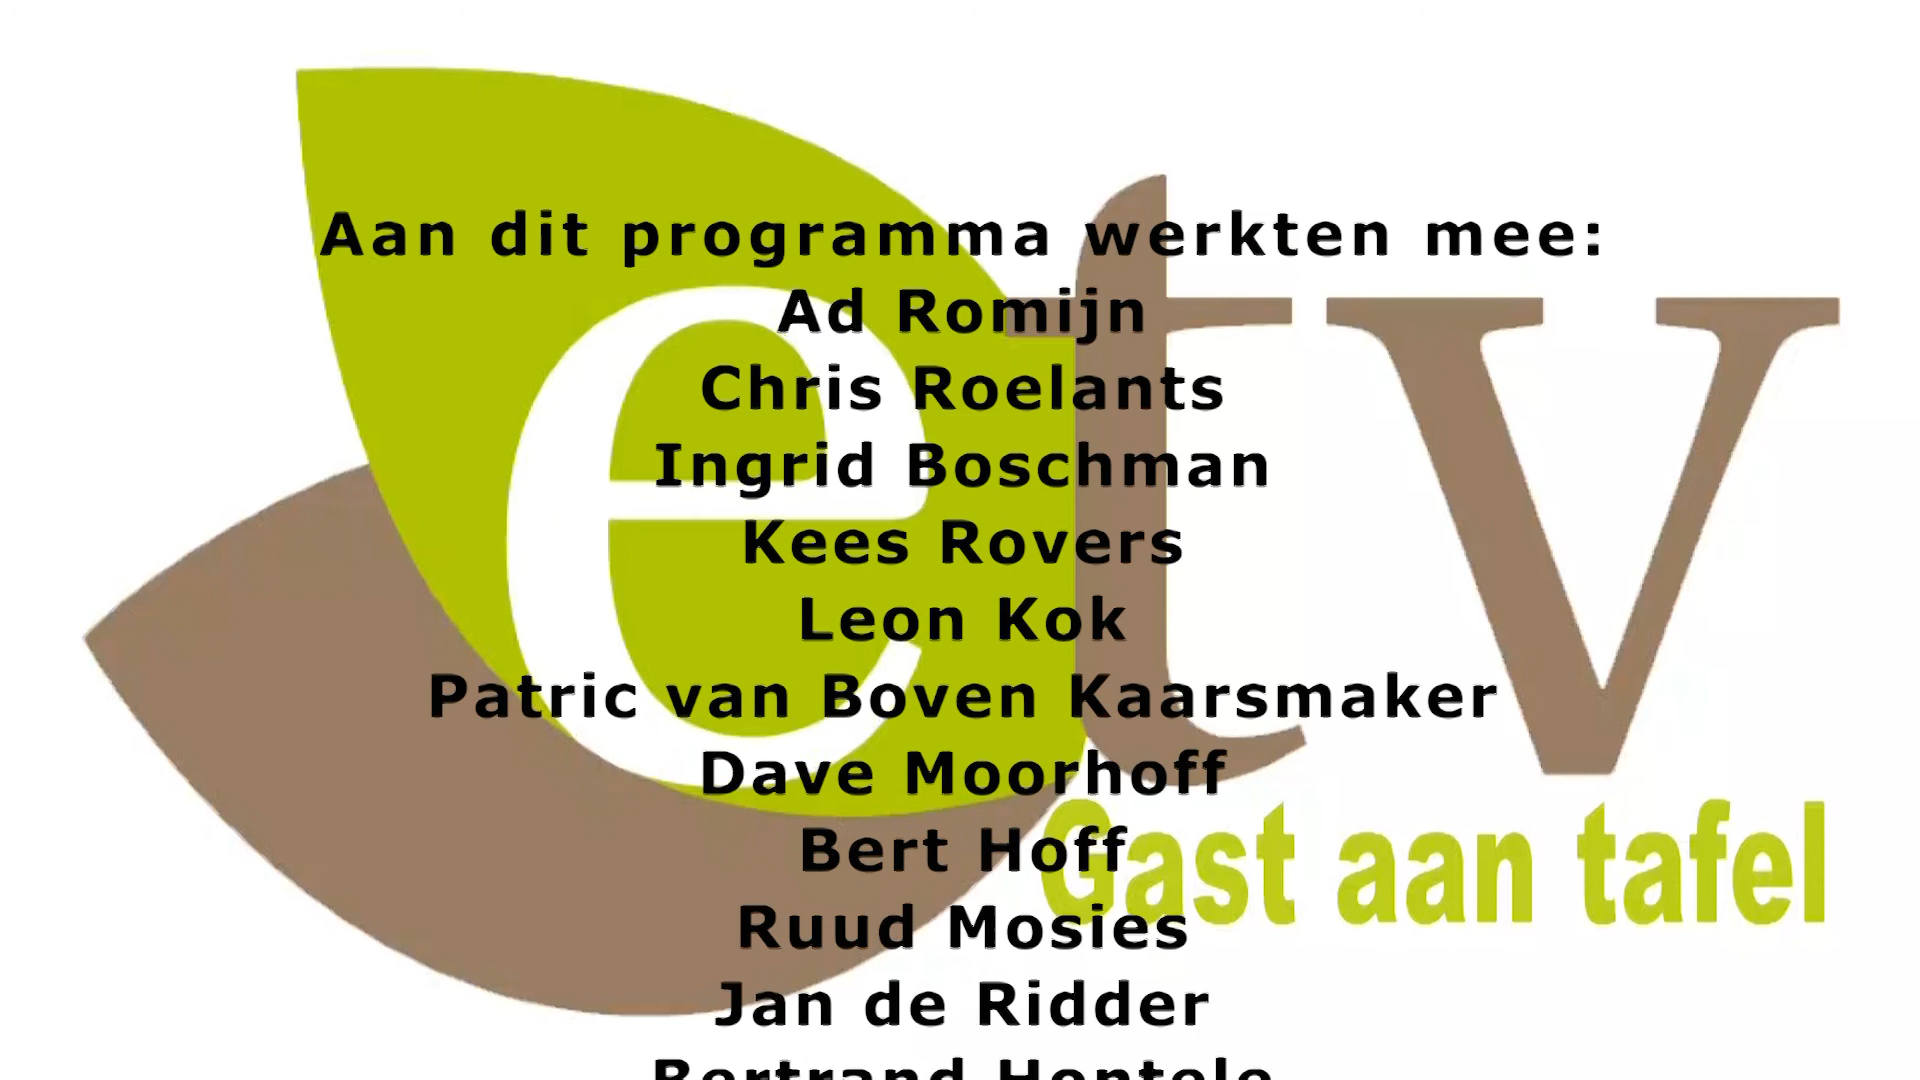 Aan dit programma werkten mee:
Ad Romijn
Chris Roelants
Ingrid Boschman
Kees Rovers
Leon Kok
Patric van Boven Kaarsmaker
Dave Moorhoff
Bert Hoff
Ruud Mosies
Jan de Ridder
Bertrand
etv
Gast aan tafel